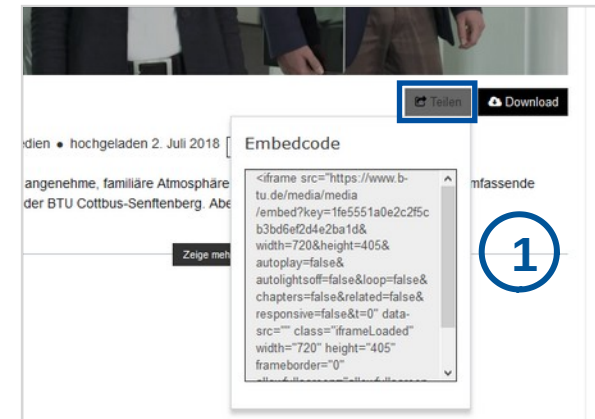 Teilen
Download
dien • hochgeladen 2. Juli 2018
Embedcode
angenehme, familiäre Atmosphäre
mfassende
der BTU Cottbus-Senftenberg. Abe
Zeige meh
<iframe src="https://www.b-
tu.de/media/media
/embed?key=1fe5551a0e2c2f5c
b3bd6ef2d4e2ba1d&
width=720&height=405&
autoplay=false&
autolightsoff=false&loop=false&
chapters=false&related=false&
responsive=false&t=0" data-
src="" class="iframeLoaded"
width="720" height="405"
frameborder="0"
allowfullscreen="allowfullscreen
1